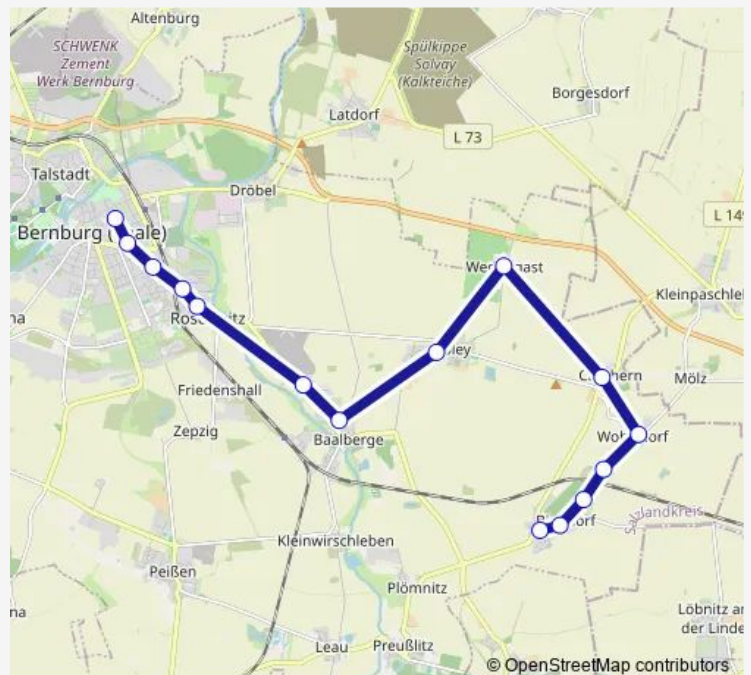 Altenburg
SCHWENK
Zement
Werk Bernburg
Spülkippe
Solvay
(Kalkteiche)
Borgesdorf
Latdorf
L 73
Talstadt
Dröbel
L 14
Bernburg
Kleinpaschle
Friedenshall
Mölz
Zepzig
Baalberge
Salzlandkreis
Kleinwirschleben
Peißen
Plömnitz
Löbnitz an
der Linde
Leau
Preußlitz
© OpenStreetMap contributors